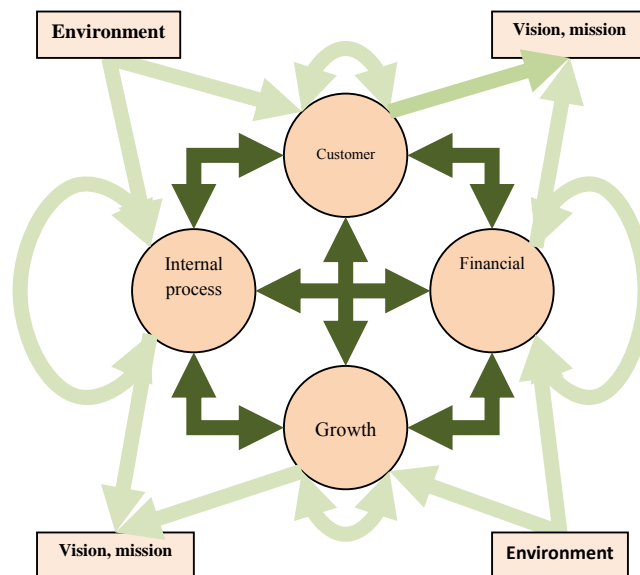 Environment
Vision, mission
Customer
Internal
process
Financial
Growth
Vision, mission
Environment